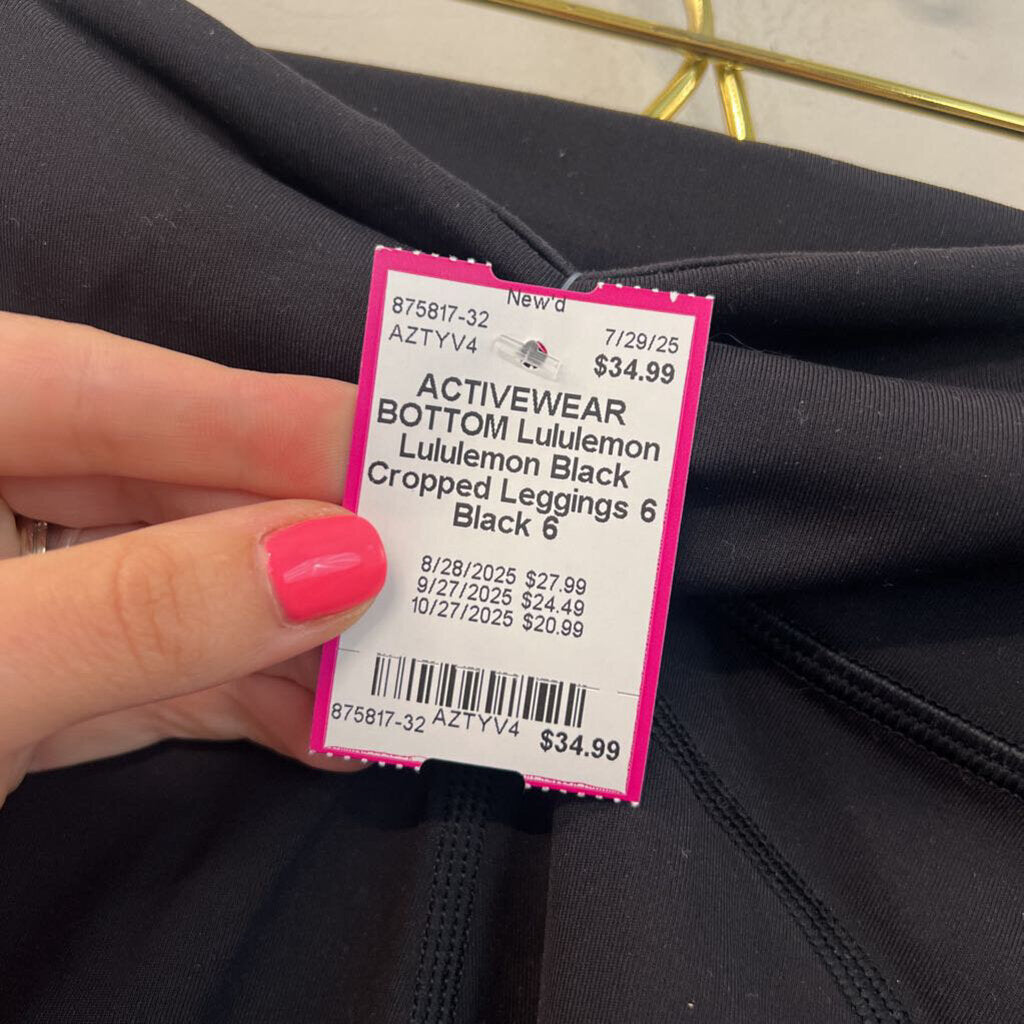 New'd
875817-32
AZTYV4
7/29/25
$34.99
ACTIVEWEAR
BOTTOM Lululemon
Lululemon Black
Cropped Leggings 6
Black 6
8/28/2025 $27.99
9/27/2025 $24.49
10/27/2025 $20.99
875817-32 AZTYV4 $34.99